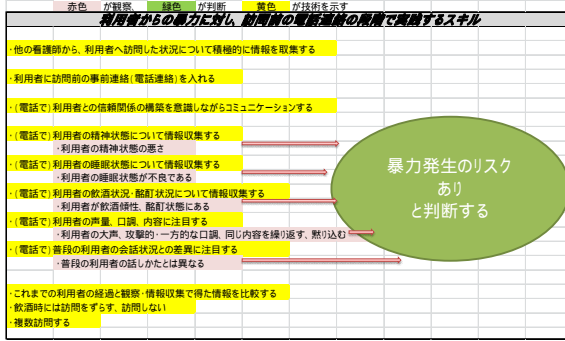 赤色 が観察、 緑色 が判断 黄色 が技術を示す
利用者からの暴力に対し、訪問前の電話連絡の段階で実践するスキル
・他の看護師から、利用者へ訪問した状況について積極的に情報を収集する
・利用者に訪問前の事前連絡(電話連絡)を入れる
・(電話で)利用者との信頼関係の構築を意識しながらコミュニケーションする
・(電話で)利用者の精神状態について情報収集する
・利用者の精神状態の悪さ
・(電話で)利用者の睡眠状態について情報収集する
・利用者の睡眠状態が不良である
・(電話で)利用者の飲酒状況・酩酊状況について情報収集する
・利用者が飲酒傾性、酩酊状態にある
・(電話で)利用者の声量、口調、内容に注目する
・利用者の大声、攻撃的・一方的な口調、同じ内容を繰り返す、黙り込む
・(電話で)普段の利用者の会話状況との差異に注目する
・普段の利用者の話しかたとは異なる
暴力発生のリスク
あり
と判断する
・これまでの利用者の経過と観察・情報収集で得た情報を比較する
・飲酒時には訪問をずらす、訪問しない
・複数訪問する